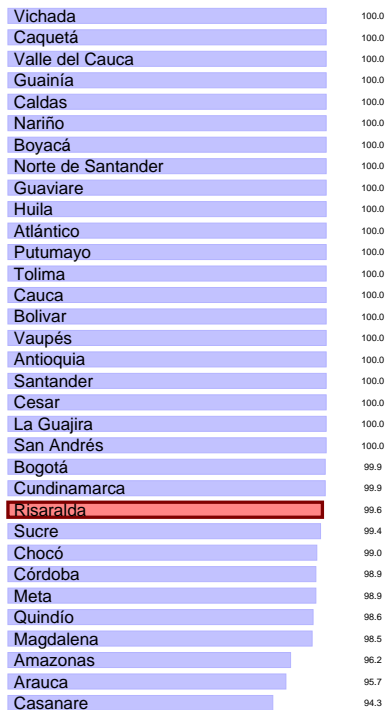 Vichada 100.0
Caquetá 100.0
Valle del Cauca 100.0
Guainía 100.0
Caldas 100.0
Nariño 100.0
Boyacá 100.0
Norte de Santander 100.0
Guaviare 100.0
Huila 100.0
Atlántico 100.0
Putumayo 100.0
Tolima 100.0
Cauca 100.0
Bolivar 100.0
Vaupés 100.0
Antioquia 100.0
Santander 100.0
Cesar 100.0
La Guajira 100.0
San Andrés 100.0
Bogotá 99.9
Cundinamarca 99.9
Risaralda 99.6
Sucre 99.4
Chocó 99.0
Córdoba 98.9
Meta 98.9
Quindío 98.6
Magdalena 98.5
Amazonas 96.2
Arauca 95.7
Casanare 94.3